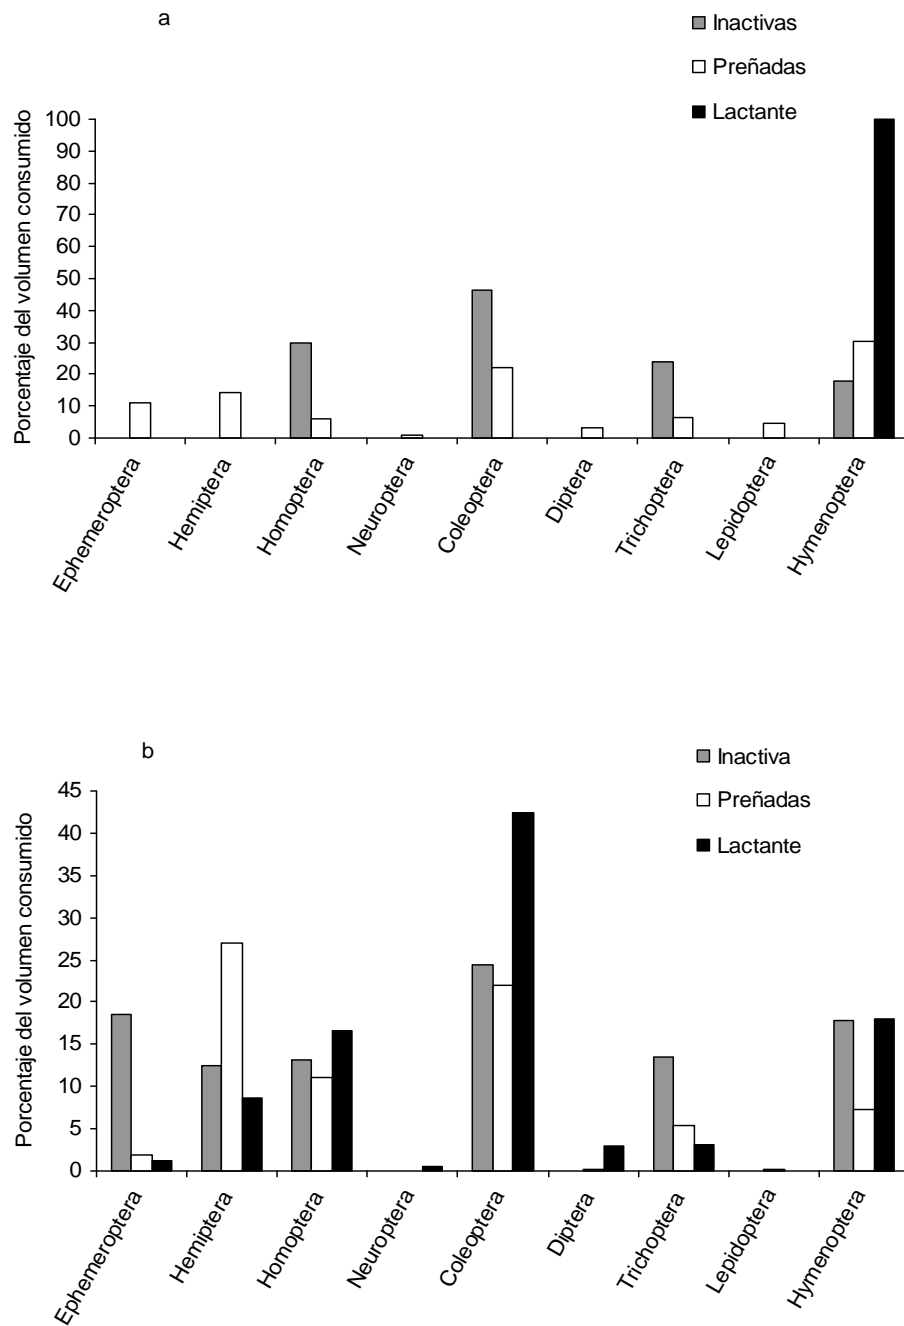 a
Inactivas
Preñadas
Lactante
Porcentaje del volumen consumido
100
90
80
70
60
50
40
30
20
10
0
Ephemeroptera
Hemiptera
Homoptera
Neuroptera
Coleoptera
Diptera
Trichoptera
Lepidoptera
Hymenoptera
b
Inactiva
Preñadas
Lactante
Porcentaje del volumen consumido
45
40
35
30
25
20
15
10
5
0
Ephemeroptera
Hemiptera
Homoptera
Neuroptera
Coleoptera
Diptera
Trichoptera
Lepidoptera
Hymenoptera